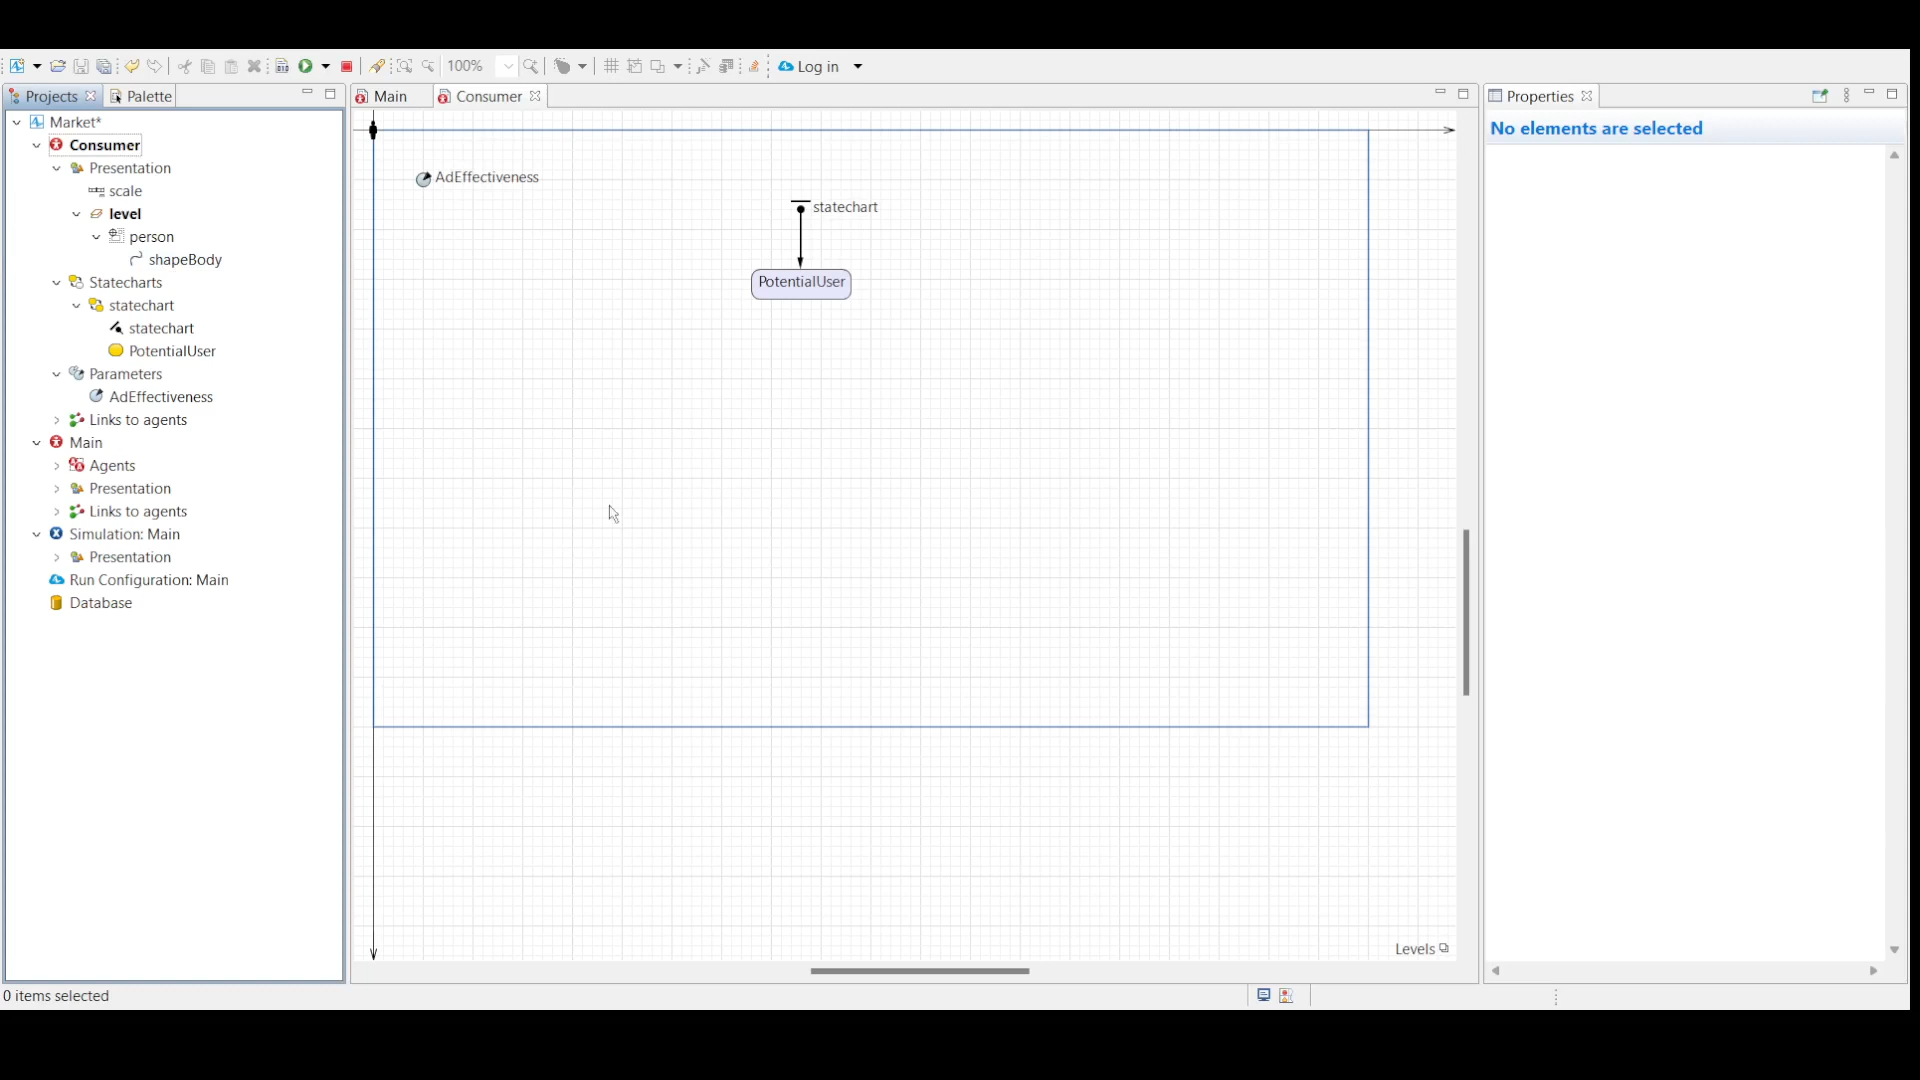 100%
Log in
Projects
Palette
Main
Consumer
Properties
Market*
Consumer
Presentation
scale
level
person
shapeBody
Statecharts
statechart
statechart
PotentialUser
Parameters
AdEffectiveness
Links to agents
Main
Agents
Presentation
Links to agents
Simulation: Main
Presentation
Run Configuration: Main
Database
AdEffectiveness
statechart
PotentialUser
Levels
No elements are selected
0 items selected